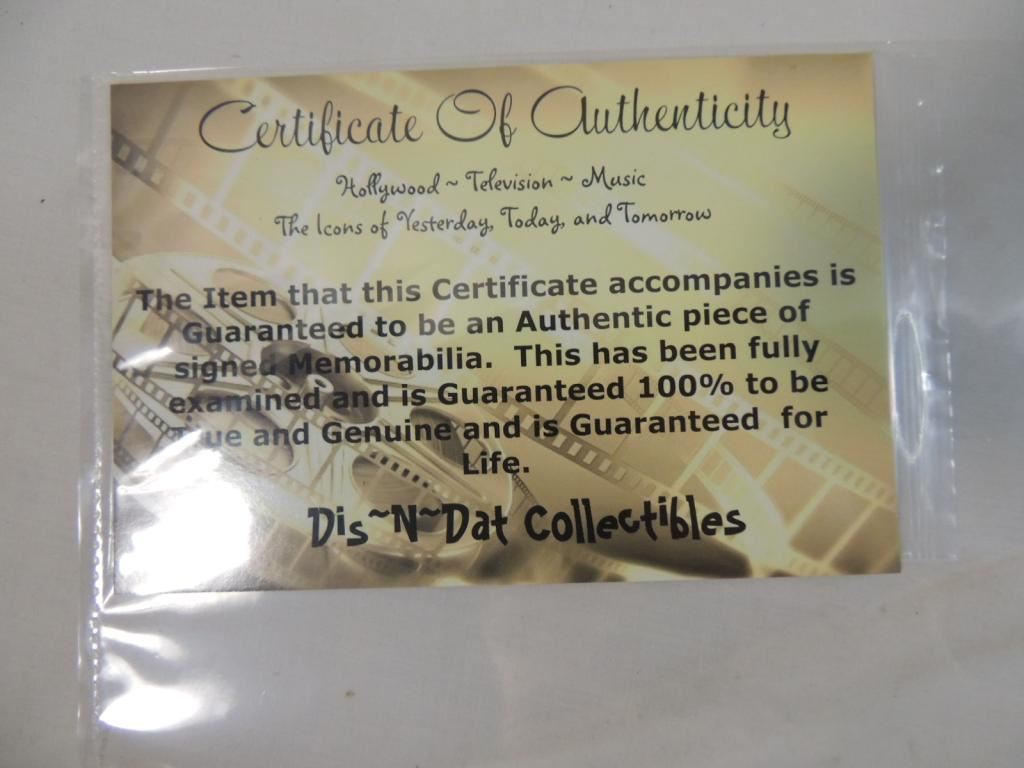 Certificate Of Authenticity
Hollywood ~ Television ~ Music
The Icons of Yesterday, Today, and Tomorrow
The Item that this Certificate accompanies is
Guaranteed to be an Authentic piece of
signed Memorabilia. This has been fully
examined and is Guaranteed 100% to be
True and Genuine and is Guaranteed for
Life.
Dis~N~Dat Collectibles